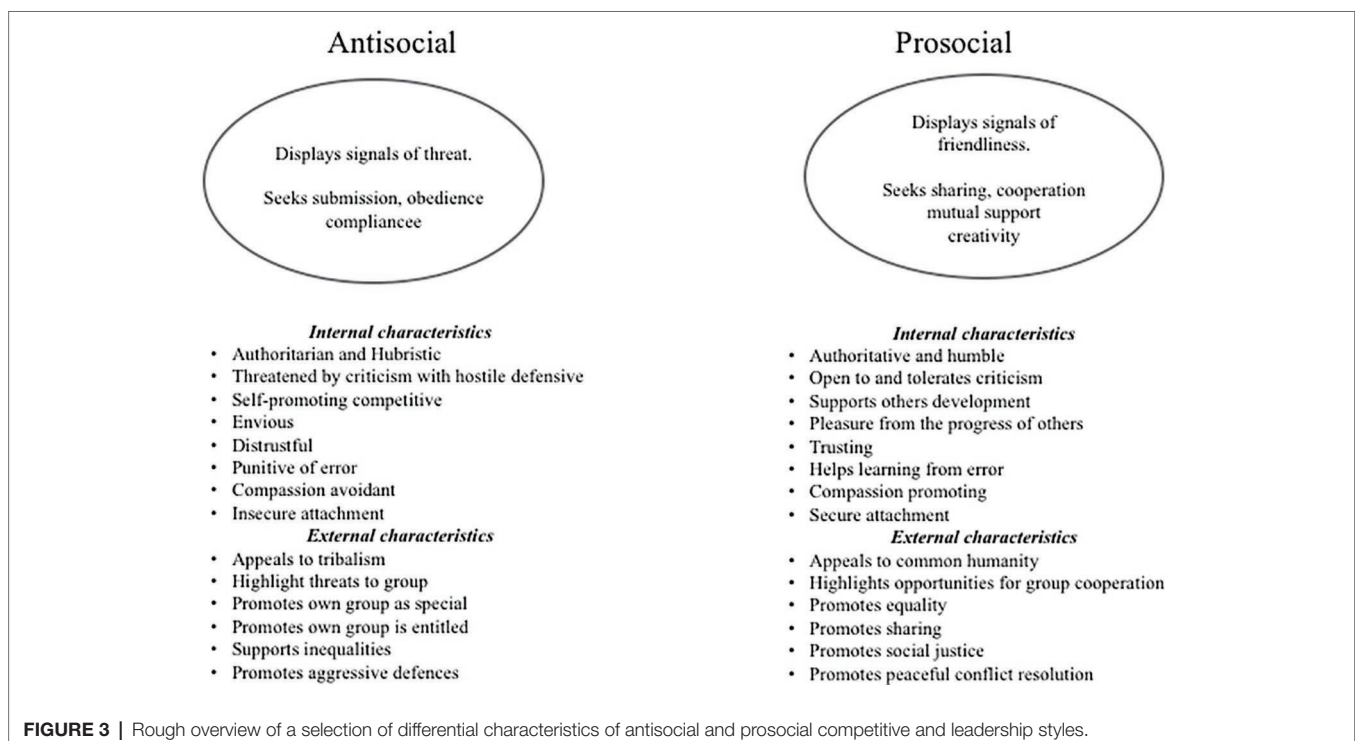 Antisocial
Displays signals of threat.
Seeks submission, obedience
compliancee
Internal characteristics
• Authoritarian and Hubristic
• Threatened by criticism with hostile defensive
• Self-promoting competitive
• Envious
• Distrustful
• Punitive of error
• Compassion avoidant
• Insecure attachment
External characteristics
• Appeals to tribalism
• Highlight threats to group
• Promotes own group as special
• Promotes own group is entitled
• Supports inequalities
• Promotes aggressive defences
Prosocial
Displays signals of
friendliness.
Seeks sharing, cooperation
mutual support
creativity
Internal characteristics
• Authoritative and humble
• Open to and tolerates criticism
• Supports others development
• Pleasure from the progress of others
• Trusting
• Helps learning from error
• Compassion promoting
• Secure attachment
External characteristics
• Appeals to common humanity
• Highlights opportunities for group cooperation
• Promotes equality
• Promotes sharing
• Promotes social justice
• Promotes peaceful conflict resolution
FIGURE 3 | Rough overview of a selection of differential characteristics of antisocial and prosocial competitive and leadership styles.